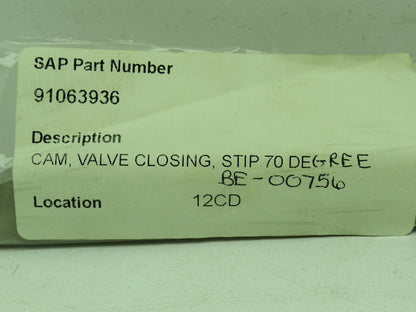 SAP Part Number
91063936
Description
CAM, VALVE CLOSING, STIP 70 DEGREE
BE-00756
Location 12CD